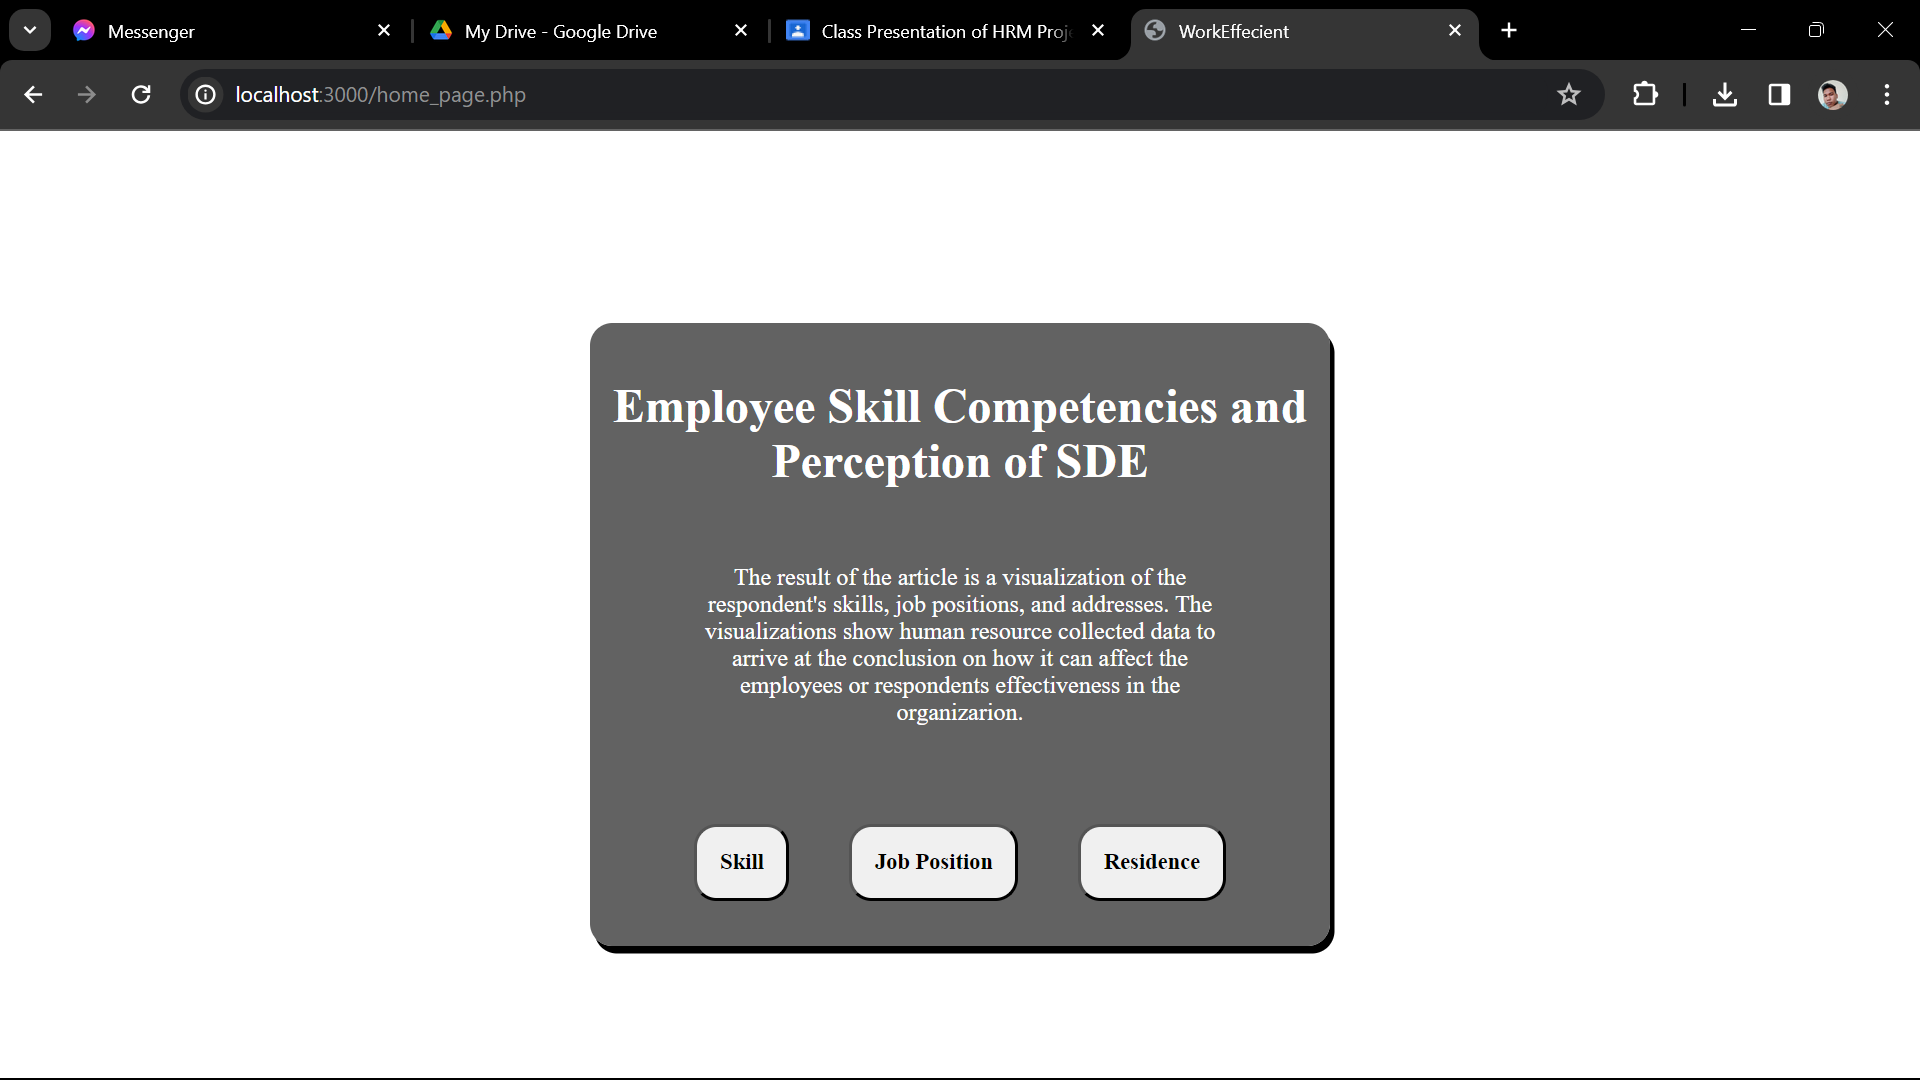 Messenger
My Drive - Google Drive
Class Presentation of HRM Proj
WorkEffecient
localhost:3000/home_page.php
Employee Skill Competencies and
Perception of SDE
The result of the article is a visualization of the
respondent's skills, job positions, and addresses. The
visualizations show human resource collected data to
arrive at the conclusion on how it can affect the
employees or respondents effectiveness in the
organizarion.
Skill
Job Position
Residence